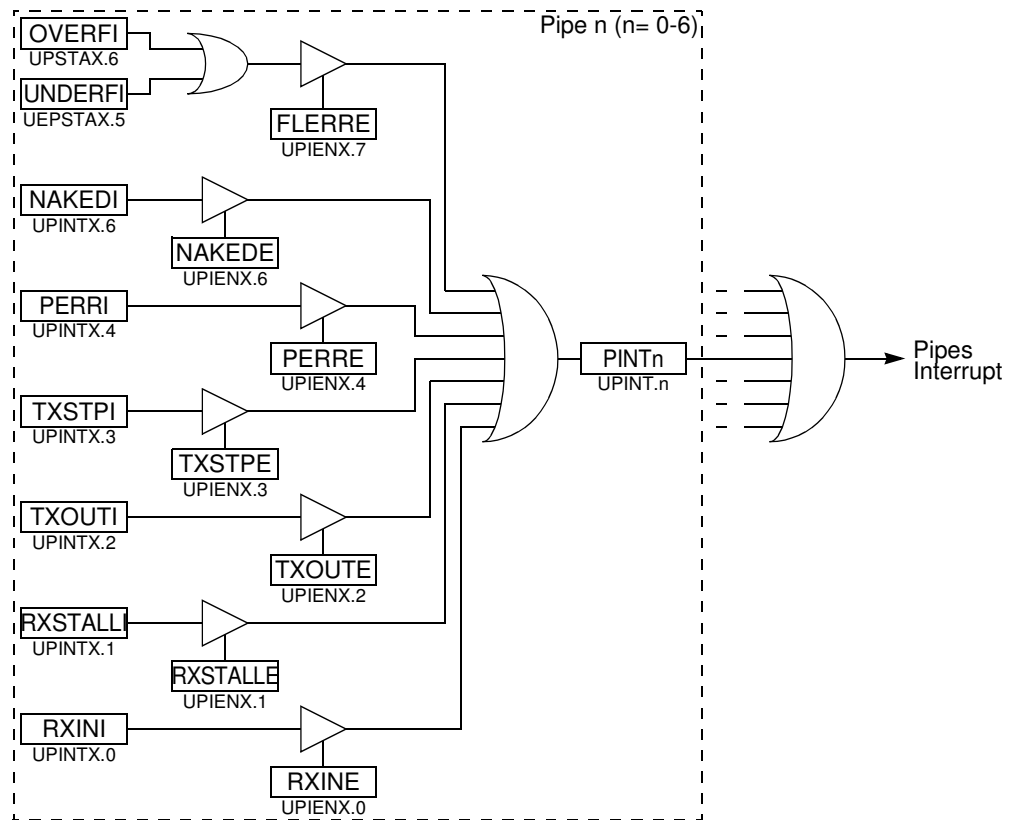 Pipe n (n= 0-6)
OVERFI
UPSTAX.6
UNDERFI
UEPSTAX.5
FLERRE
UPIENX.7
NAKEDI
UPINTX.6
NAKEDE
UPIENX.6
PERRI
UPINTX.4
PERRE
UPIENX.4
TXSTPI
UPINTX.3
TXSTPE
UPIENX.3
TXOUTI
UPINTX.2
TXOUTE
UPIENX.2
RXSTALLI
UPINTX.1
RXSTALLE
UPIENX.1
RXINI
UPINTX.0
RXINE
UPIENX.0
PINTn
UPINT.n
Pipes
Interrupt